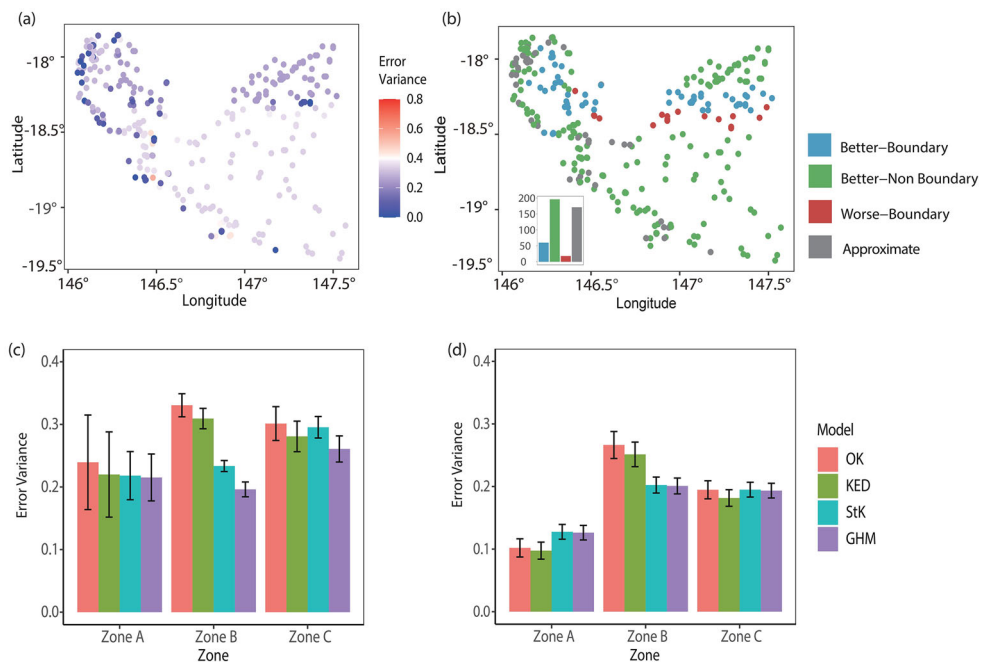 (a)
Latitude
-18°
-18.5°
-19°
-19.5°
146°
146.5°
147°
147.5°
Longitude
Error
Variance
0.8
0.6
0.4
0.2
0.0
(b)
Latitude
-18°
-18.5°
-19°
-19.5°
200
150
100
50
0
146°
146.5°
147°
147.5°
Longitude
Better−Boundary
Better−Non Boundary
Worse−Boundary
Approximate
(c)
Error Variance
0.4
0.3
0.2
0.1
0.0
Zone A
Zone B
Zone C
Zone
(d)
Error Variance
0.4
0.3
0.2
0.1
0.0
Zone A
Zone B
Zone C
Zone
Model
OK
KED
StK
GHM